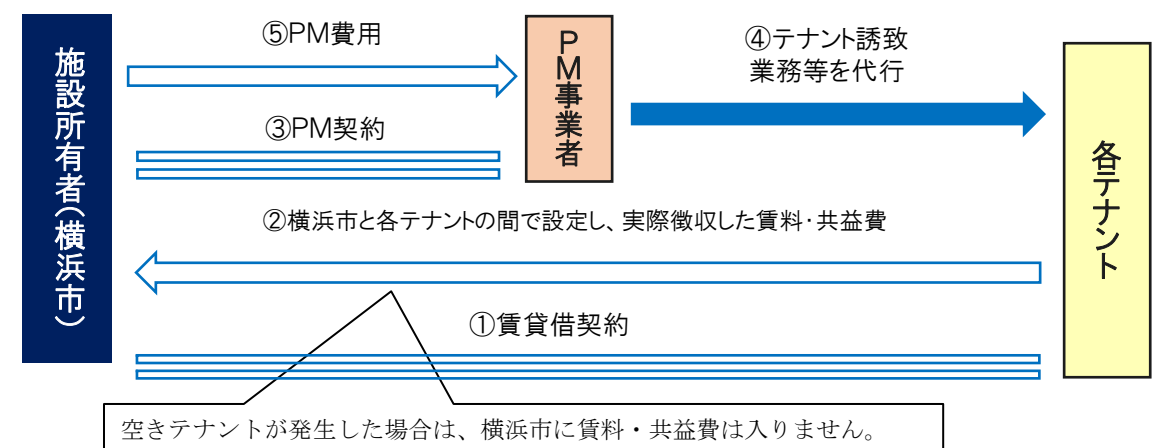 施設所有者(横浜市)
⑤PM費用
PM事業者
④テナント誘致
業務等を代行
③PM契約
各テナント
②横浜市と各テナントの間で設定し、実際徴収した賃料・共益費
①賃貸借契約
空きテナントが発生した場合は、横浜市に賃料・共益費は入りません。